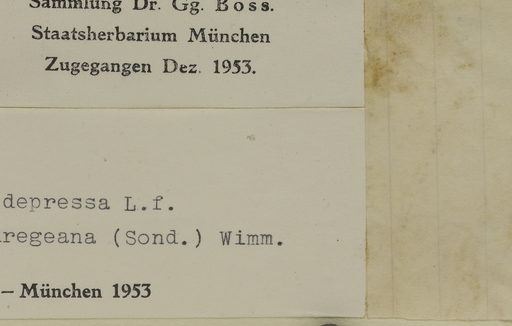 Sammlung Dr. Gg. Boss.
Staatsherbarium München
Zugegangen Dez. 1953.
depressa L.f.
regeana (Sond.) Wimm.
– München 1953